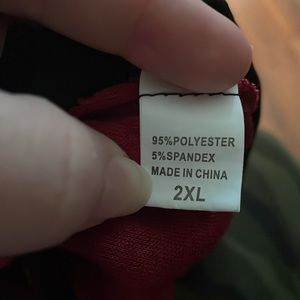 95%POLYESTER
5%SPANDEX
MADE IN CHINA
2XL